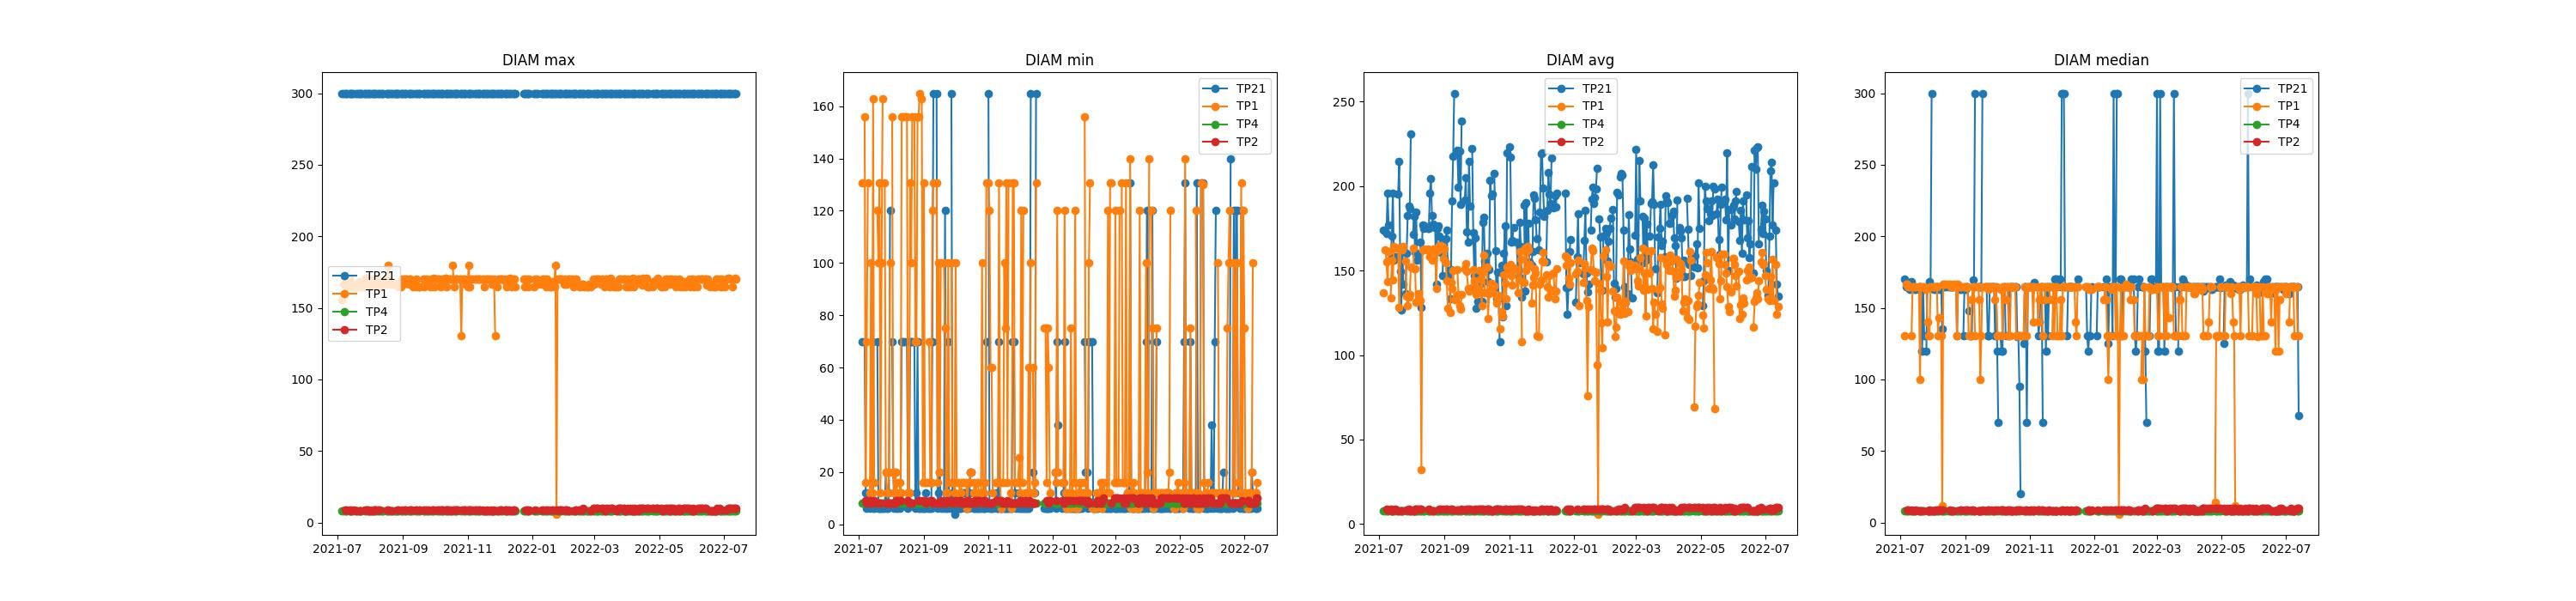 DIAM max
300
250
200
150
100
50
0
2021-07 2021-09 2021-11 2022-01 2022-03 2022-05 2022-07
TP21
TP1
TP4
TP2
DIAM min
160
140
120
100
80
60
40
20
0
2021-07 2021-09 2021-11 2022-01 2022-03 2022-05 2022-07
TP21
TP1
TP4
TP2
DIAM avg
250
200
150
100
50
0
2021-07 2021-09 2021-11 2022-01 2022-03 2022-05 2022-07
TP21
TP1
TP4
TP2
DIAM median
300
250
200
150
100
50
0
2021-07 2021-09 2021-11 2022-01 2022-03 2022-05 2022-07
TP21
TP1
TP4
TP2